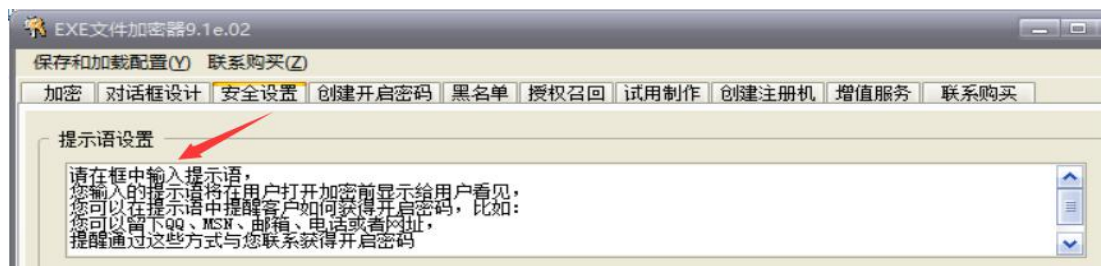 EXE文件加密器9.1e.02
保存和加载配置(Y) 联系购买(Z)
加密 对话框设计 安全设置 创建开启密码 黑名单 授权召回 试用制作 创建注册机 增值服务 联系购买
提示语设置
请在框中输入提示语，
您输入的提示语将在用户打开加密前显示给用户看见，
您可以在提示语中提醒客户如何获得开启密码，比如：
您可以留下QQ、MSN、邮箱、电话或者网址，
提醒通过这些方式与您联系获得开启密码